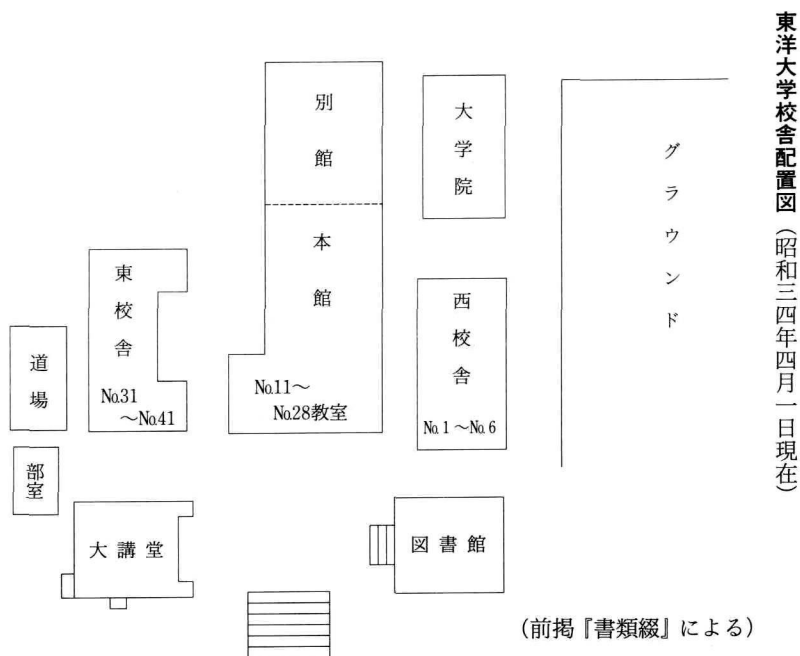 東洋大学校舎配置図(昭和三四年四月一日現在)
別館
大学院
グラウンド
本館
東校舎
西校舎
道場
No.31
～No.41
No.11～
No.28教室
No.1～No.6
部室
大講堂
図書館
(前掲『書類綴』による)